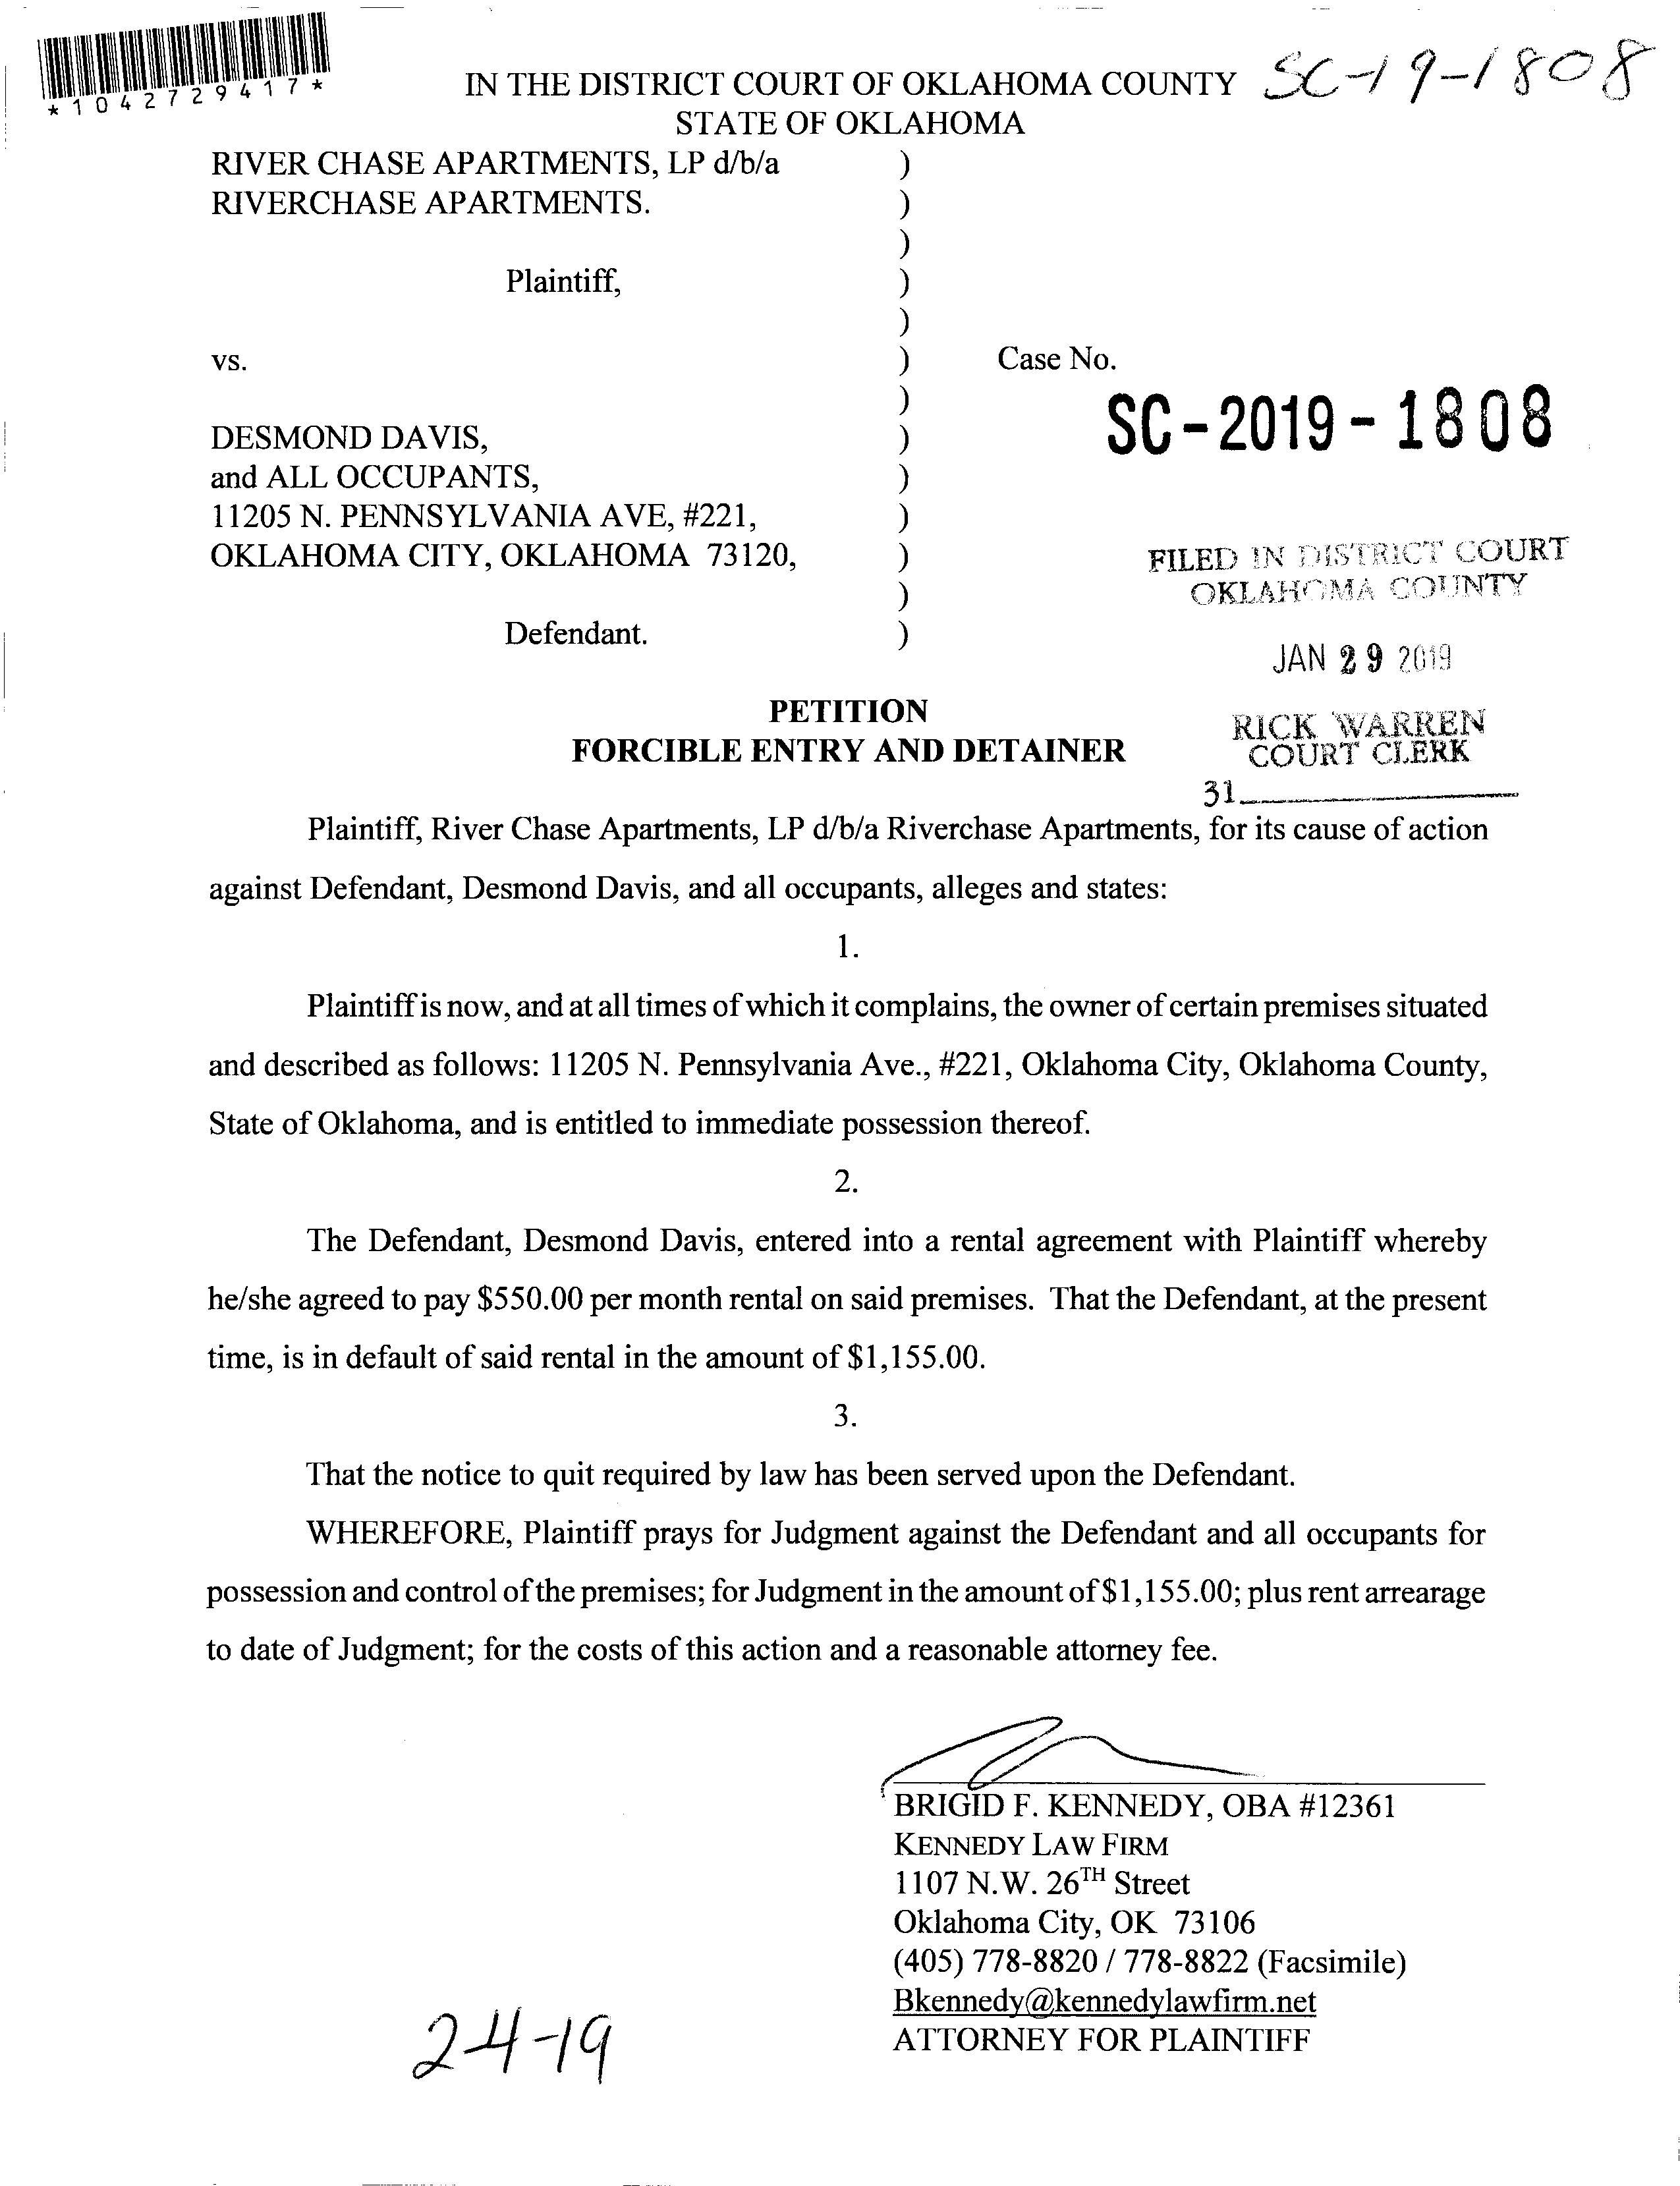 *1042729417*
SC-19-1808
IN THE DISTRICT COURT OF OKLAHOMA COUNTY
STATE OF OKLAHOMA
RIVER CHASE APARTMENTS, LP d/b/a )
RIVERCHASE APARTMENTS. )
)
Plaintiff, )
)
vs. ) Case No.
)
SC-2019-1808
DESMOND DAVIS, )
and ALL OCCUPANTS, )
11205 N. PENNSYLVANIA AVE, #221, )
OKLAHOMA CITY, OKLAHOMA 73120, )
)
Defendant. )
FILED IN DISTRICT COURT
OKLAHOMA COUNTY
JAN 29 2019
RICK WARREN
COURT CLERK
31
PETITION
FORCIBLE ENTRY AND DETAINER
Plaintiff, River Chase Apartments, LP d/b/a Riverchase Apartments, for its cause of action
against Defendant, Desmond Davis, and all occupants, alleges and states:
1.
Plaintiff is now, and at all times of which it complains, the owner of certain premises situated
and described as follows: 11205 N. Pennsylvania Ave., #221, Oklahoma City, Oklahoma County,
State of Oklahoma, and is entitled to immediate possession thereof.
2.
The Defendant, Desmond Davis, entered into a rental agreement with Plaintiff whereby
he/she agreed to pay $550.00 per month rental on said premises. That the Defendant, at the present
time, is in default of said rental in the amount of $1,155.00.
3.
That the notice to quit required by law has been served upon the Defendant.
WHEREFORE, Plaintiff prays for Judgment against the Defendant and all occupants for
possession and control of the premises; for Judgment in the amount of $1,155.00; plus rent arrearage
to date of Judgment; for the costs of this action and a reasonable attorney fee.
BRIGID F. KENNEDY, OBA #12361
KENNEDY LAW FIRM
1107 N.W. 26TH Street
Oklahoma City, OK 73106
(405) 778-8820 / 778-8822 (Facsimile)
Bkennedy@kennedylawfirm.net
ATTORNEY FOR PLAINTIFF
2-4-19